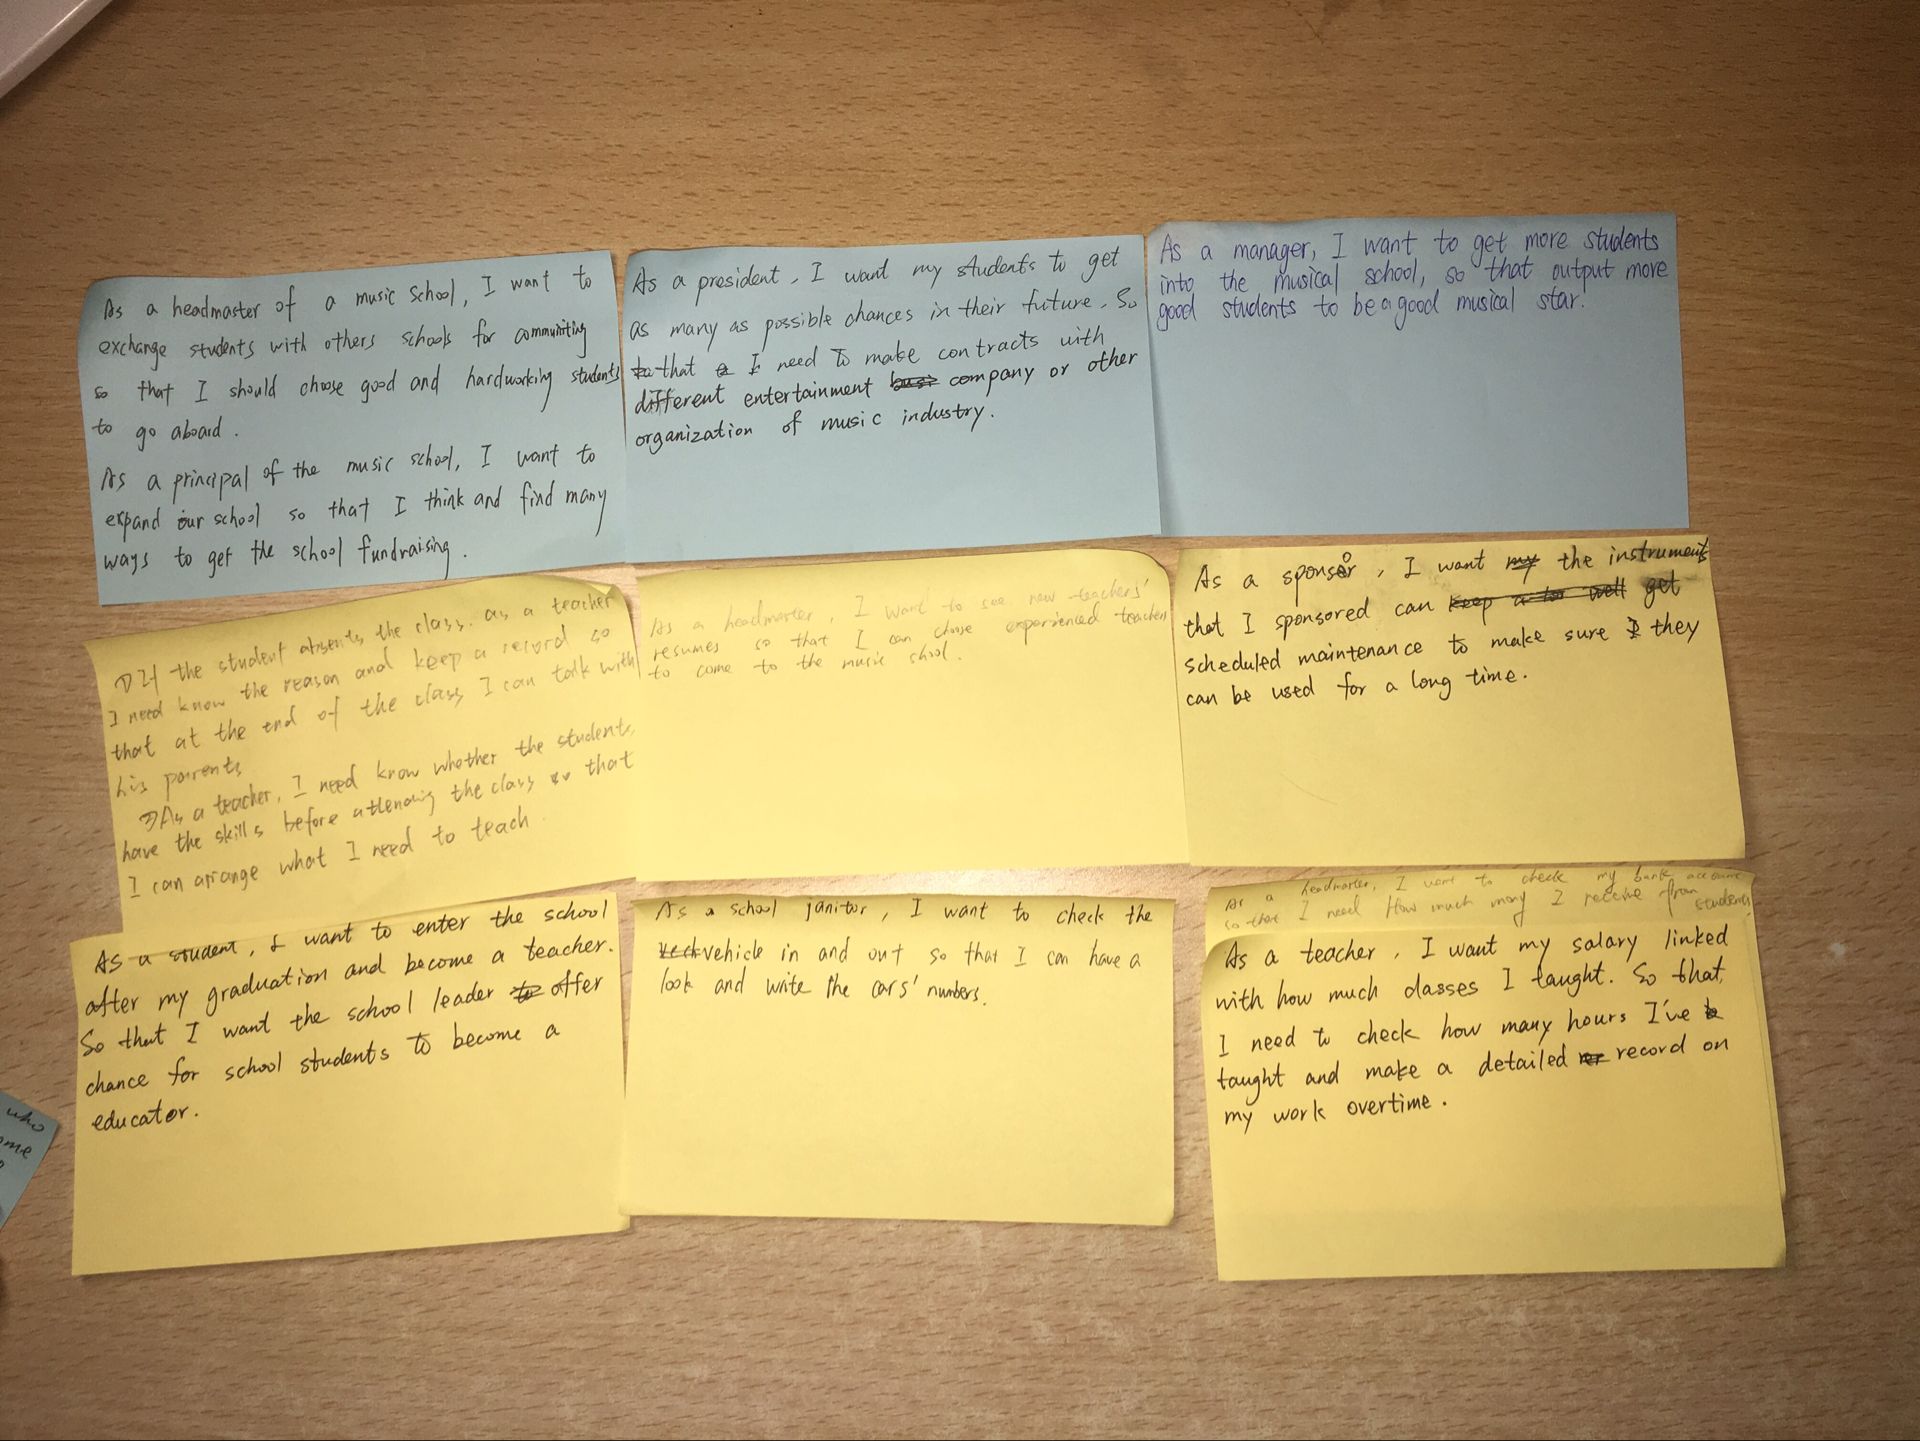 As a headmaster of a music School, I want to
exchange students with others schools for communiting
so that I should choose good and hardworking students
to go aboard.
As a principal of the music school, I want to
expand our school so that I think and find many
ways to get the school fundraising.
As a president, I want my students to get
as many as possible chances in their future. So
that I need to make contracts with
different entertainment company or other
organization of music industry.
As a manager, I want to get more students
into the musical school, so that output more
good students to be a good musical star.
① If the student absents the class. as a teacher
I need know the reason and keep a record so
that at the end of the class I can talk with
his parents
② As a teacher, I need know whether the students
have the skills before attending the class so that
I can arrange what I need to teach.
As a headmaster, I want to see new teachers'
resumes so that I can choose experienced teachers
to come to the music shool.
As a sponsor, I want the instruments
that I sponsored can get
scheduled maintenance to make sure they
can be used for a long time.
As a student, I want to enter the school
after my graduation and become a teacher.
So that I want the school leader offer
chance for school students to become a
educator.
As a school janitor, I want to check the
vehicle in and out so that I can have a
look and write the cars' numbers.
As a headmaster, I want to check my bank account
so that I need How much mony I receive from students
As a teacher, I want my salary linked
with how much classes I taught. So that,
I need to check how many hours I've
taught and make a detailed record on
my work overtime.
who